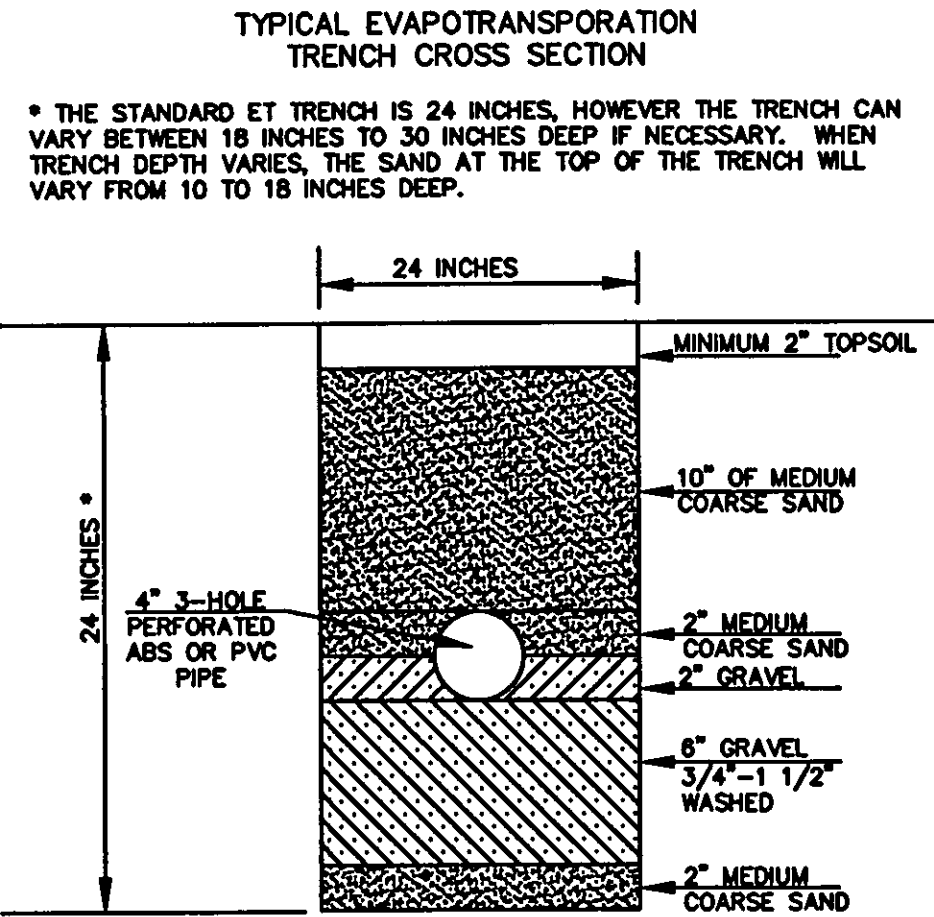 TYPICAL EVAPOTRANSPORATION
TRENCH CROSS SECTION
* THE STANDARD ET TRENCH IS 24 INCHES, HOWEVER THE TRENCH CAN
VARY BETWEEN 18 INCHES TO 30 INCHES DEEP IF NECESSARY. WHEN
TRENCH DEPTH VARIES, THE SAND AT THE TOP OF THE TRENCH WILL
VARY FROM 10 TO 18 INCHES DEEP.
24 INCHES
MINIMUM 2" TOPSOIL
10" OF MEDIUM
COARSE SAND
24 INCHES *
4" 3-HOLE
PERFORATED
ABS OR PVC
PIPE
2" MEDIUM
COARSE SAND
2" GRAVEL
6" GRAVEL
3/4"-1 1/2"
WASHED
2" MEDIUM
COARSE SAND